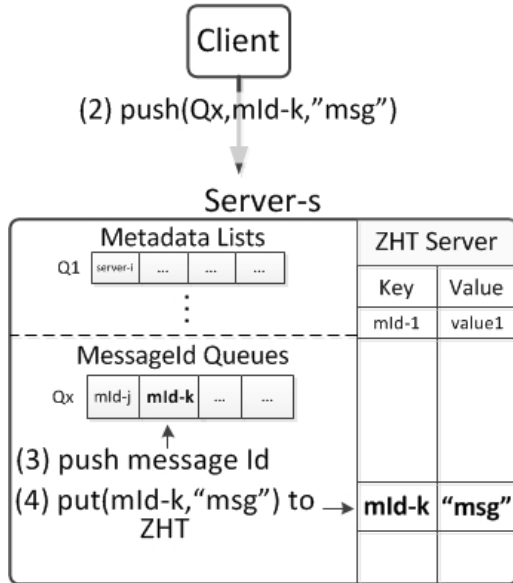 Client
(2) push(Qx,mId-k,”msg”)
Server-s
Metadata Lists
ZHT Server
Q1 server-i ... ... ...
Key Value
mId-1 value1
MessageId Queues
Qx mId-j mId-k ... ...
(3) push message Id
(4) put(mId-k,“msg”) to
ZHT
mId-k “msg”